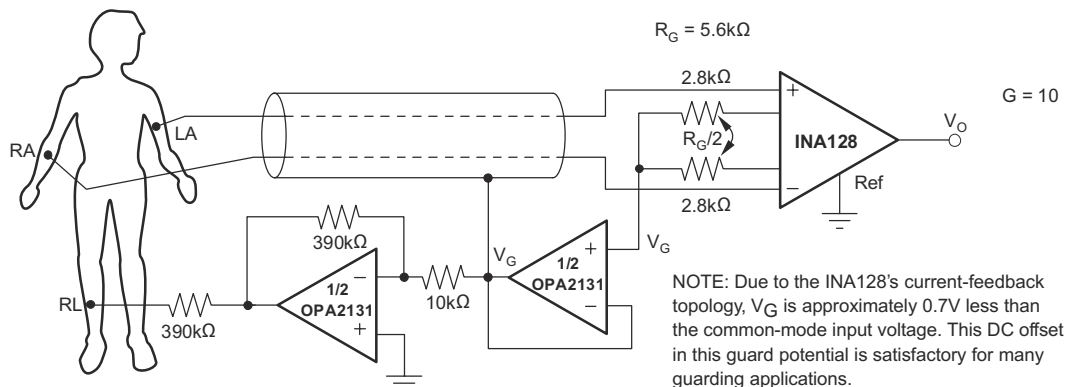 R_G = 5.6kΩ
2.8kΩ
G = 10
LA
RA
R_G/2
+
INA128
−
V_O
Ref
2.8kΩ
390kΩ
V_G
V_G
+
1/2
OPA2131
−
10kΩ
−
1/2
OPA2131
+
RL
390kΩ
NOTE: Due to the INA128's current-feedback
topology, V_G is approximately 0.7V less than
the common-mode input voltage. This DC offset
in this guard potential is satisfactory for many
guarding applications.